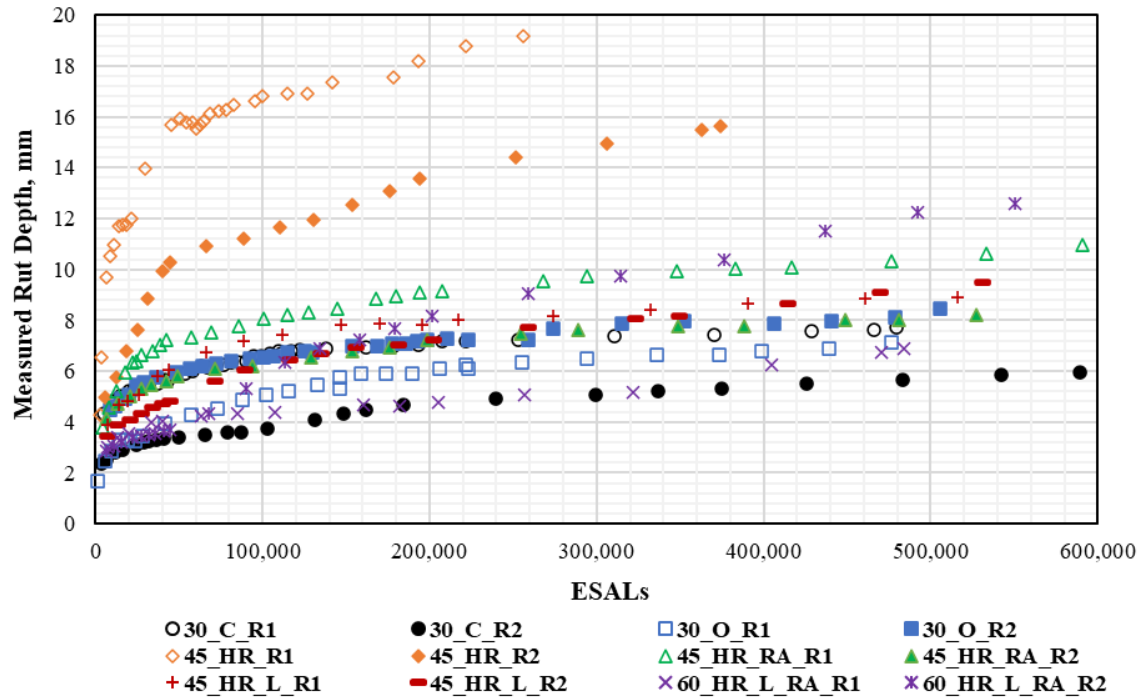 20
18
16
14
12
10
8
6
4
2
0
Measured Rut Depth, mm
0 100,000 200,000 300,000 400,000 500,000 600,000
ESALs
30_C_R1 30_C_R2 30_O_R1 30_O_R2
45_HR_R1 45_HR_R2 45_HR_RA_R1 45_HR_RA_R2
45_HR_L_R1 45_HR_L_R2 60_HR_L_RA_R1 60_HR_L_RA_R2